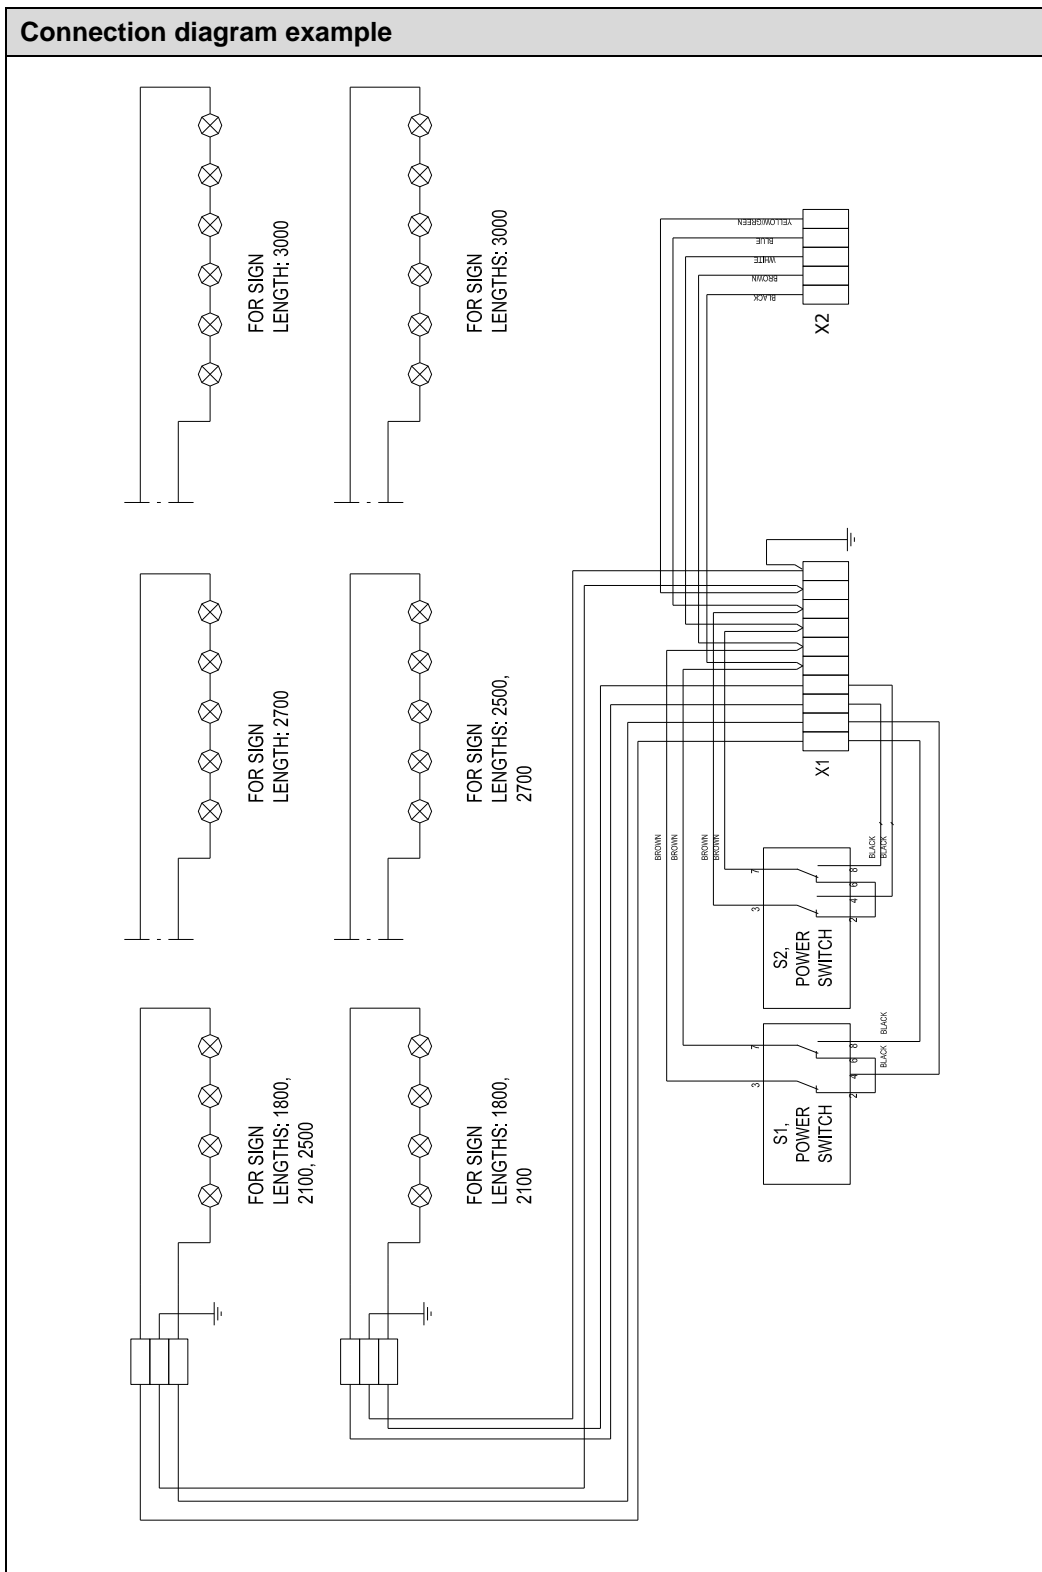 Connection diagram example
FOR SIGN
LENGTH: 3000
FOR SIGN
LENGTHS: 3000
YELLOW/GREEN
BLUE
WHITE
BROWN
BLACK
X2
FOR SIGN
LENGTH: 2700
FOR SIGN
LENGTHS: 2500,
2700
X1
BROWN
BROWN
BROWN
BROWN
BLACK
BLACK
7
3
8
6
4
2
S2,
POWER
SWITCH
FOR SIGN
LENGTHS: 1800,
2100, 2500
FOR SIGN
LENGTHS: 1800,
2100
7
3
8
6
4
2
BLACK
BLACK
S1,
POWER
SWITCH